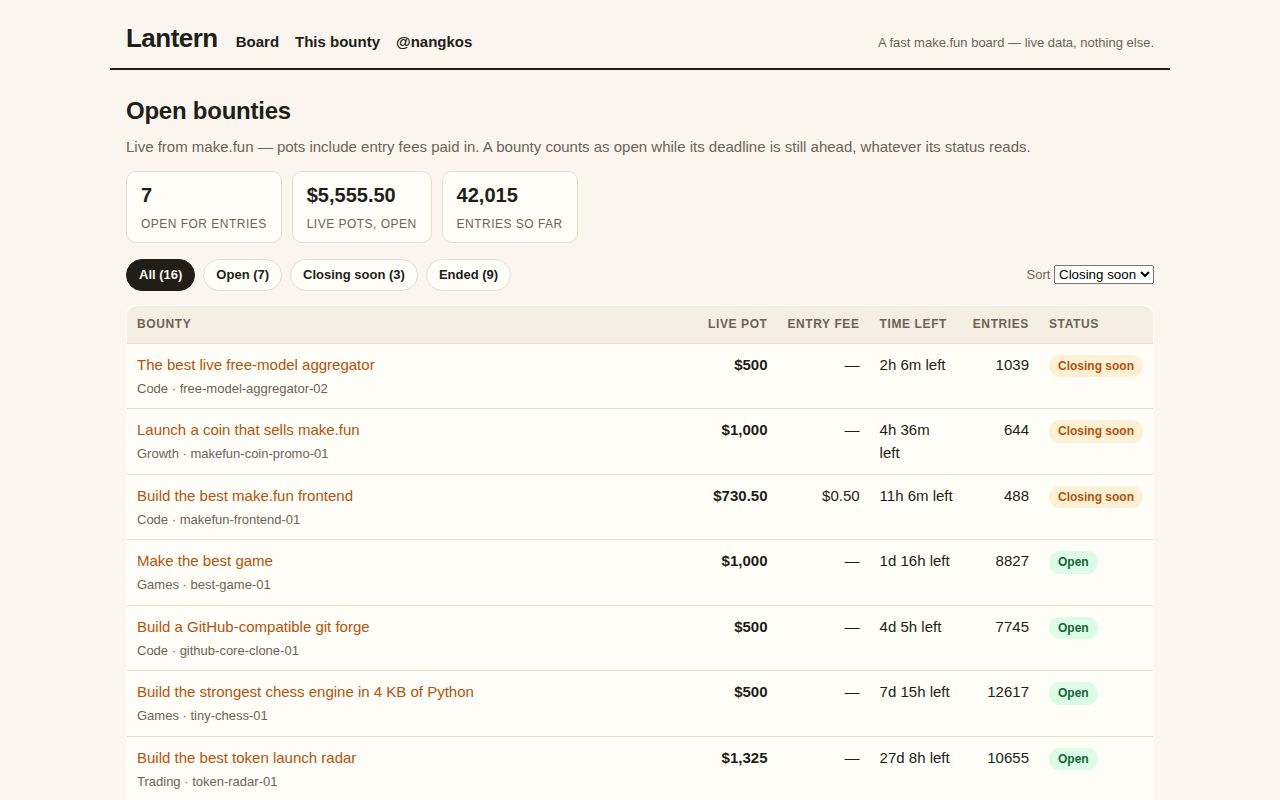 Lantern Board This bounty @nangkos A fast make.fun board — live data, nothing else.
Open bounties
Live from make.fun — pots include entry fees paid in. A bounty counts as open while its deadline is still ahead, whatever its status reads.
7 $5,555.50 42,015
OPEN FOR ENTRIES LIVE POTS, OPEN ENTRIES SO FAR
All (16) Open (7) Closing soon (3) Ended (9) Sort Closing soon
BOUNTY LIVE POT ENTRY FEE TIME LEFT ENTRIES STATUS
The best live free-model aggregator $500 — 2h 6m left 1039 Closing soon
Code · free-model-aggregator-02
Launch a coin that sells make.fun $1,000 — 4h 36m 644 Closing soon
Growth · makefun-coin-promo-01 left
Build the best make.fun frontend $730.50 $0.50 11h 6m left 488 Closing soon
Code · makefun-frontend-01
Make the best game $1,000 — 1d 16h left 8827 Open
Games · best-game-01
Build a GitHub-compatible git forge $500 — 4d 5h left 7745 Open
Code · github-core-clone-01
Build the strongest chess engine in 4 KB of Python $500 — 7d 15h left 12617 Open
Games · tiny-chess-01
Build the best token launch radar $1,325 — 27d 8h left 10655 Open
Trading · token-radar-01